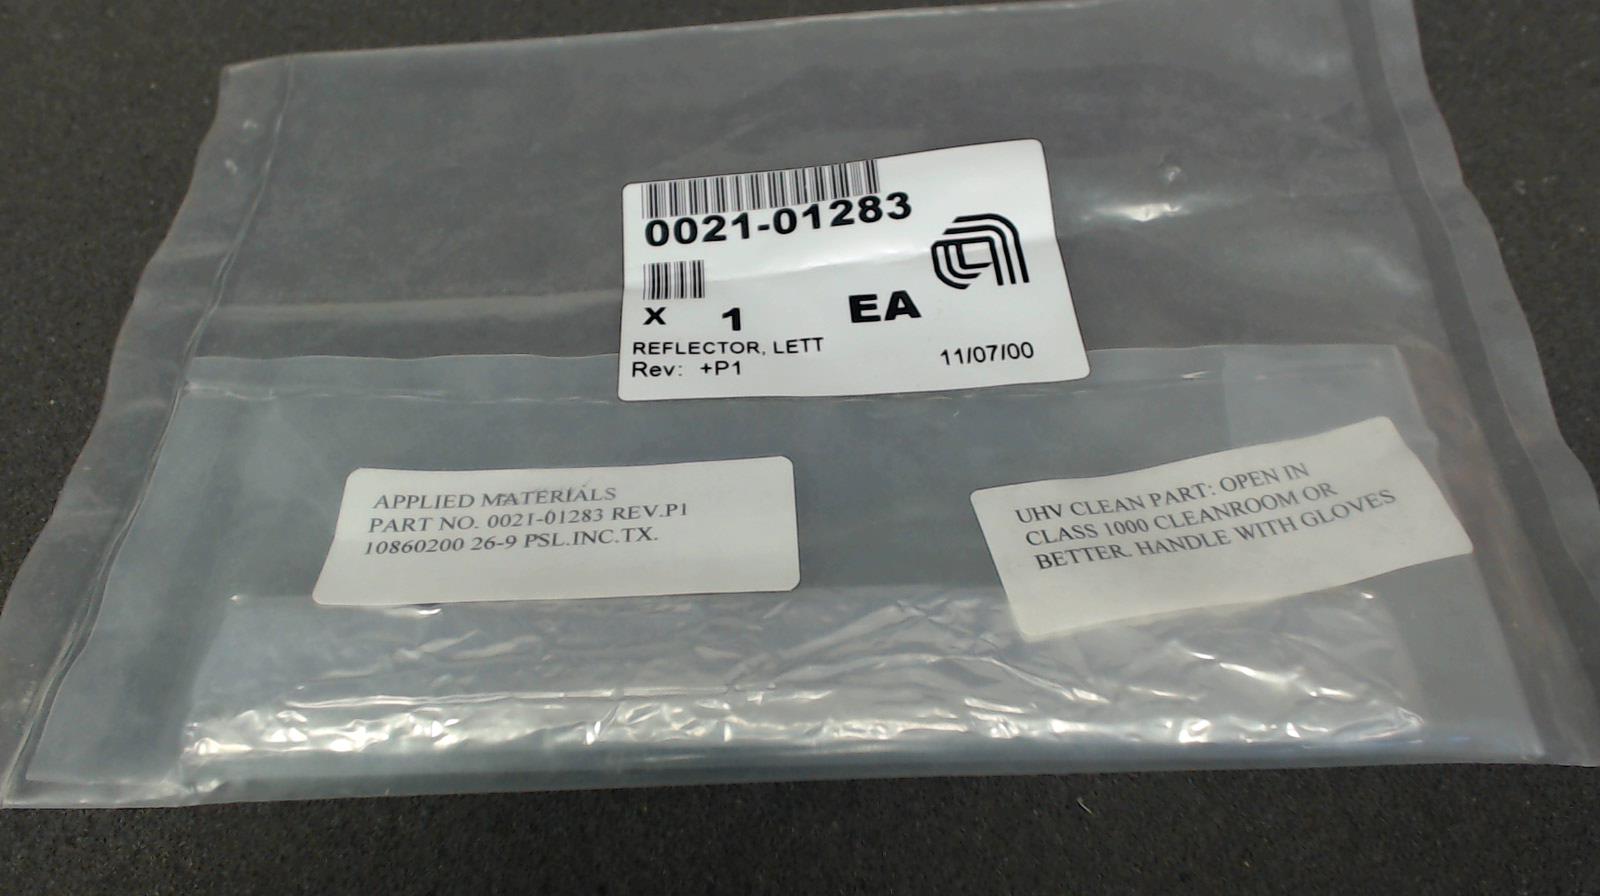 0021-01283
X 1 EA
REFLECTOR, LETT
Rev: +P1 11/07/00
APPLIED MATERIALS
PART NO. 0021-01283 REV.P1
10860200 26-9 PSL.INC.TX.
UHV CLEAN PART: OPEN IN
CLASS 1000 CLEANROOM OR
BETTER. HANDLE WITH GLOVES